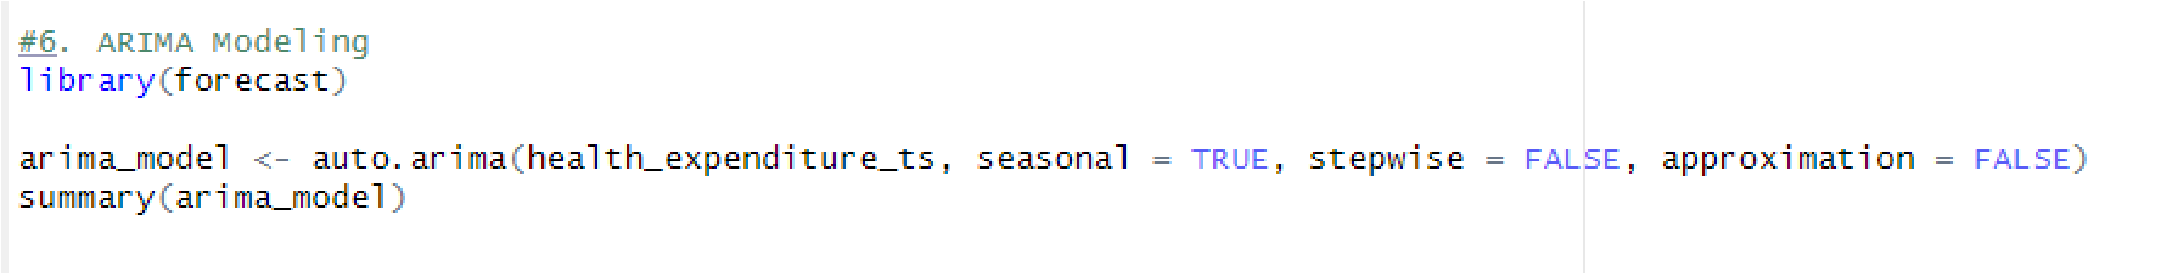 #6. ARIMA Modeling
library(forecast)
arima_model <- auto.arima(health_expenditure_ts, seasonal = TRUE, stepwise = FALSE, approximation = FALSE)
summary(arima_model)